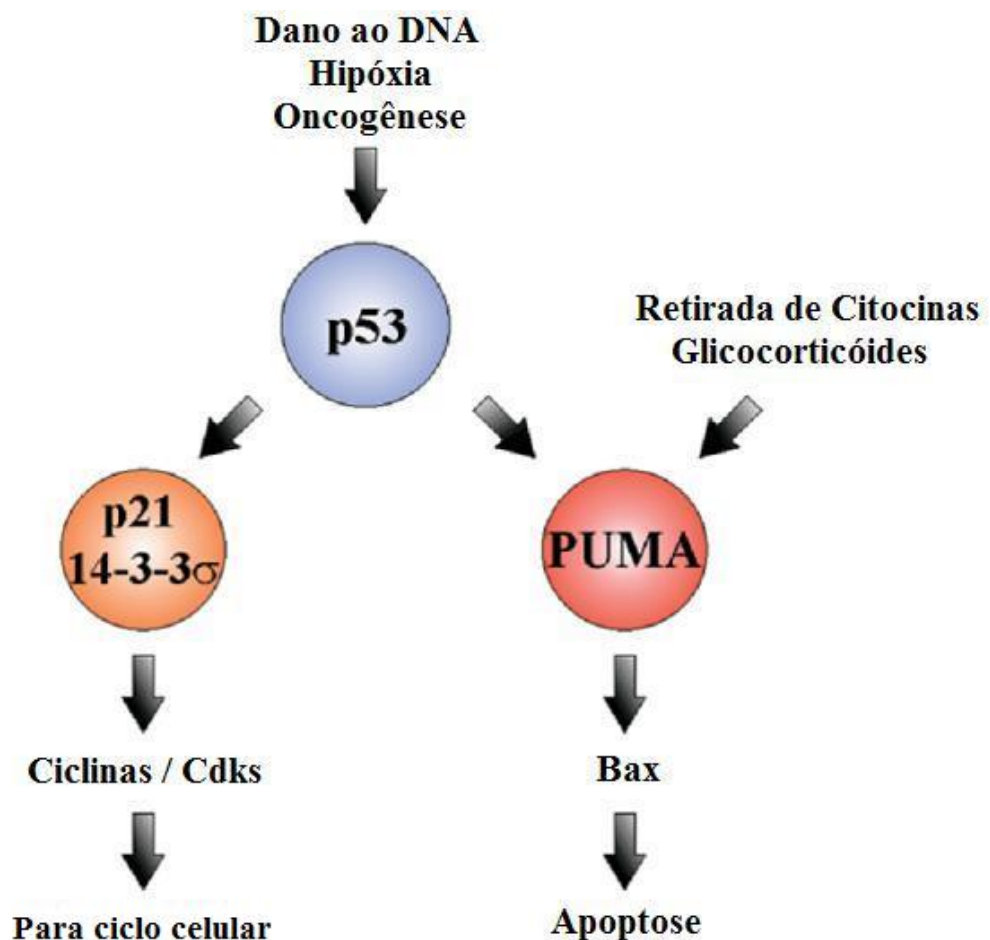 Dano ao DNA
Hipóxia
Oncogênese
p53
Retirada de Citocinas
Glicocorticóides
p21
14-3-3σ
PUMA
Ciclinas / Cdks
Bax
Para ciclo celular
Apoptose